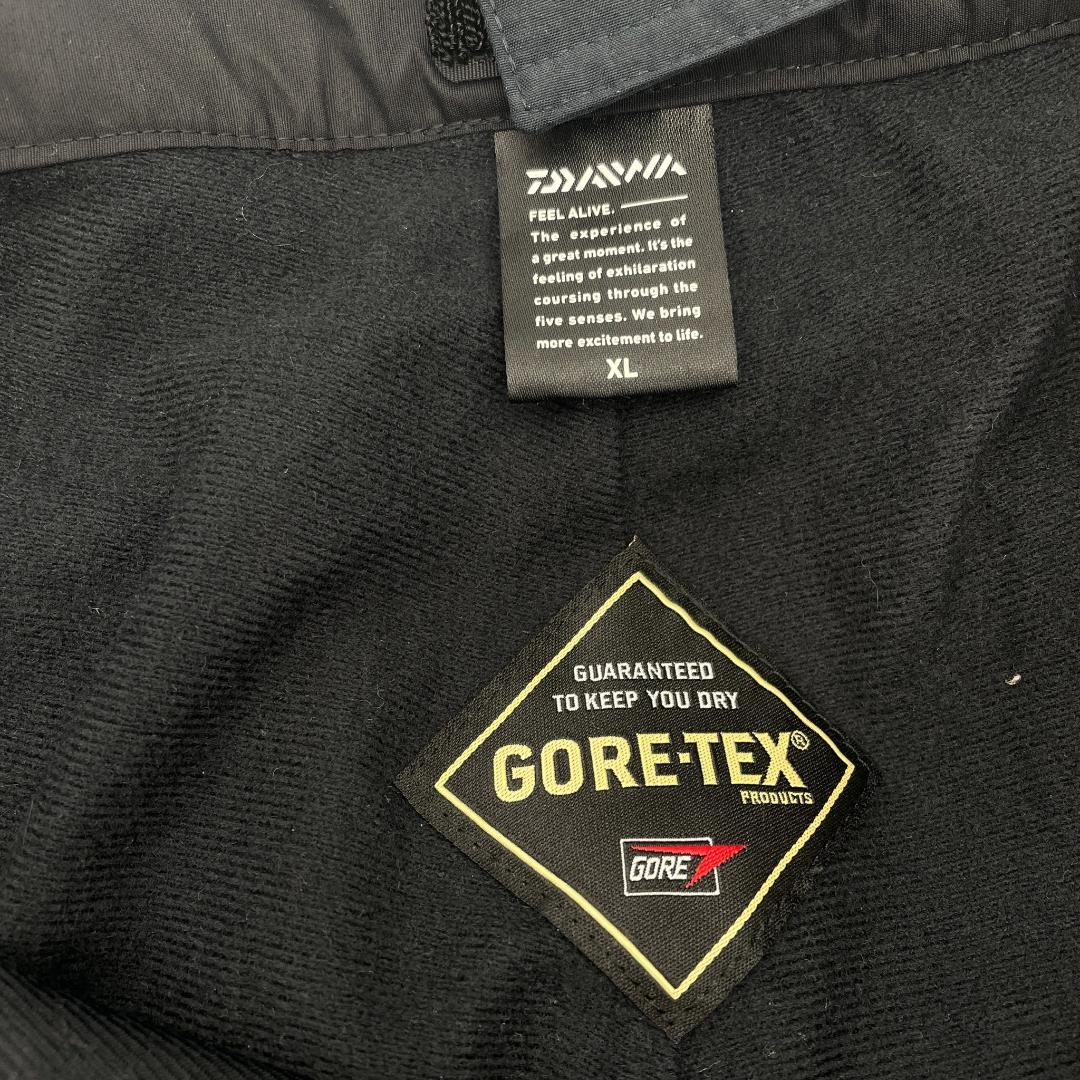 DAIWA
FEEL ALIVE.
The experience of
a great moment. It's the
feeling of exhilaration
coursing through the
five senses. We bring
more excitement to life.
XL
GUARANTEED
TO KEEP YOU DRY
GORE-TEX®
PRODUCTS
GORE